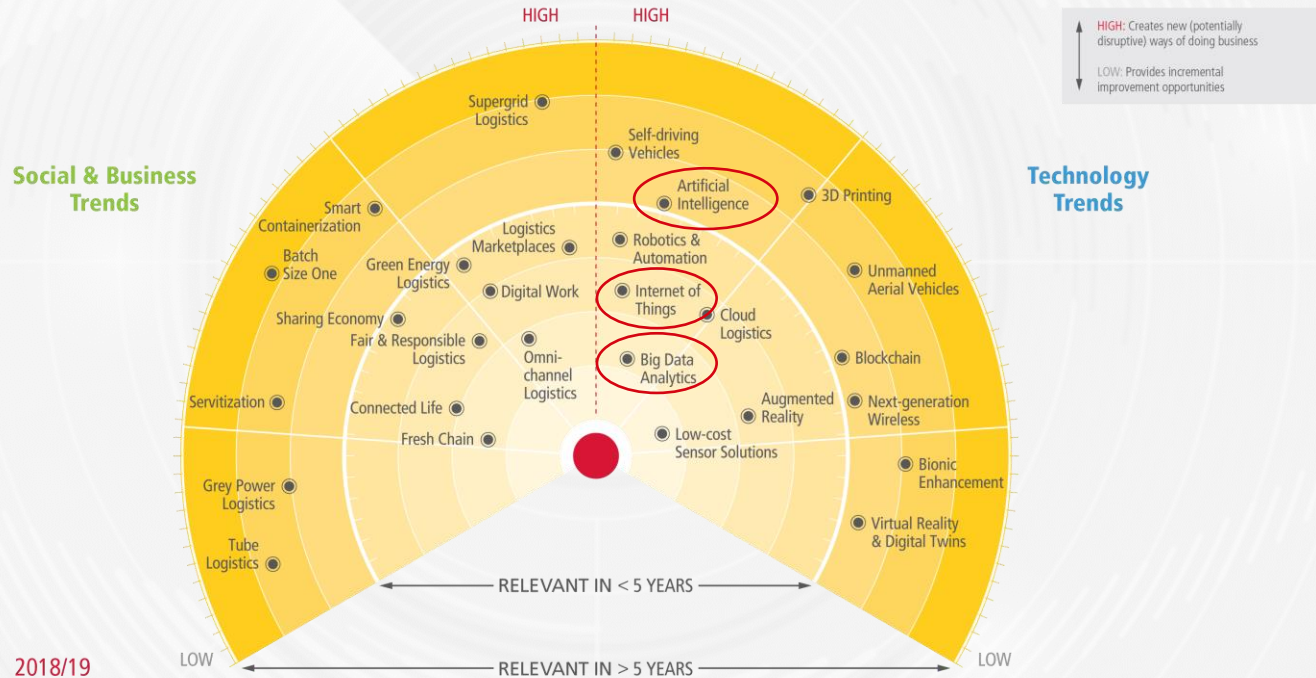 HIGH
HIGH
HIGH: Creates new (potentially
disruptive) ways of doing business
LOW: Provides incremental
improvement opportunities
Social & Business
Trends
Technology
Trends
Supergrid
Logistics
Self-driving
Vehicles
Artificial
Intelligence
3D Printing
Smart
Containerization
Logistics
Marketplaces
Robotics &
Automation
Batch
Size One
Green Energy
Logistics
Unmanned
Aerial Vehicles
Digital Work
Internet of
Things
Sharing Economy
Cloud
Logistics
Fair & Responsible
Logistics
Omni-
channel
Logistics
Big Data
Analytics
Blockchain
Servitization
Connected Life
Augmented
Reality
Next-generation
Wireless
Fresh Chain
Low-cost
Sensor Solutions
Grey Power
Logistics
Bionic
Enhancement
Virtual Reality
& Digital Twins
Tube
Logistics
RELEVANT IN < 5 YEARS
2018/19
LOW
RELEVANT IN > 5 YEARS
LOW